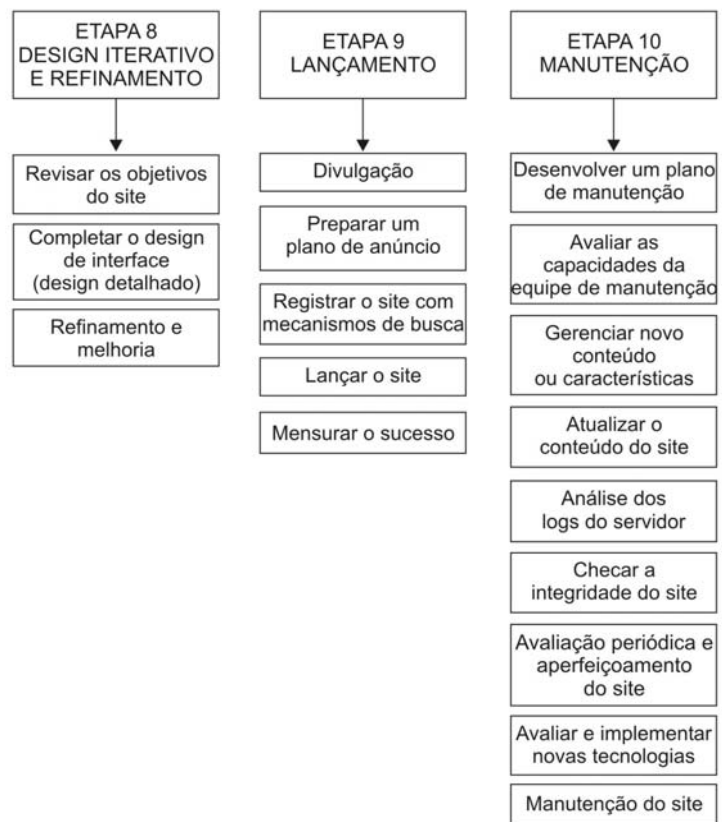 ETAPA 8
DESIGN ITERATIVO
E REFINAMENTO
Revisar os objetivos
do site
Completar o design
de interface
(design detalhado)
Refinamento e
melhoria
ETAPA 9
LANÇAMENTO
Divulgação
Preparar um
plano de anúncio
Registrar o site com
mecanismos de busca
Lançar o site
Mensurar o sucesso
ETAPA 10
MANUTENÇÃO
Desenvolver um plano
de manutenção
Avaliar as
capacidades da
equipe de manutenção
Gerenciar novo
conteúdo
ou características
Atualizar o
conteúdo do site
Análise dos
logs do servidor
Checar a
integridade do site
Avaliação periódica e
aperfeiçoamento
do site
Avaliar e implementar
novas tecnologias
Manutenção do site